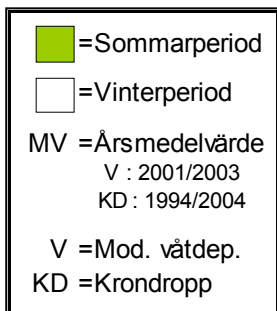 =Sommarperiod
=Vinterperiod
MV =Årsmedelvärde
V : 2001/2003
KD : 1994/2004
V =Mod. våtdep.
KD =Krondropp